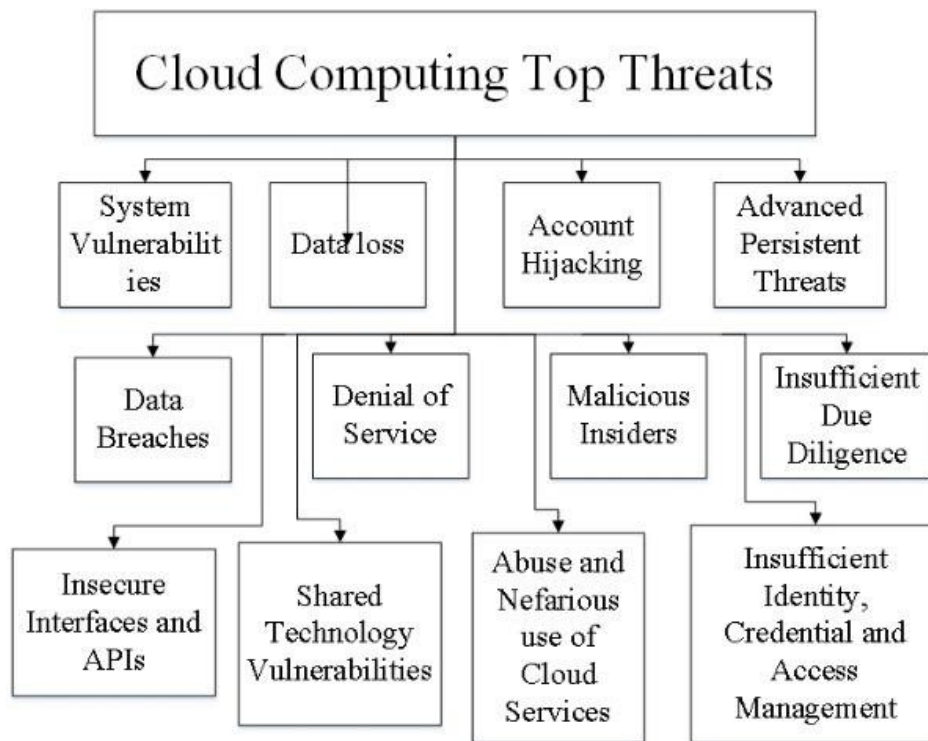 Cloud Computing Top Threats
System
Vulnerabilit
ies
Data loss
Account
Hijacking
Advanced
Persistent
Threats
Data
Breaches
Denial of
Service
Malicious
Insiders
Insufficient
Due
Diligence
Insecure
Interfaces and
APIs
Shared
Technology
Vulnerabilities
Abuse and
Nefarious
use of
Cloud
Services
Insufficient
Identity,
Credential and
Access
Management